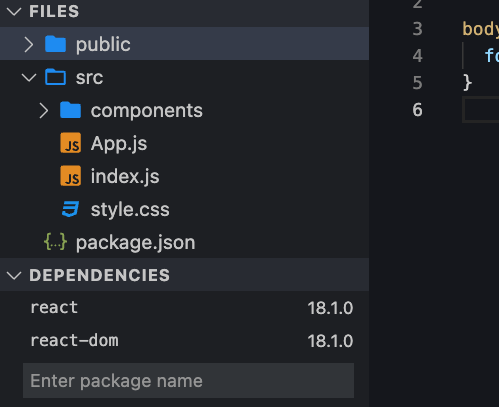 FILES
public
src
components
JS App.js
JS index.js
style.css
{..} package.json
DEPENDENCIES
react 18.1.0
react-dom 18.1.0
Enter package name
2
3 body
4 fo
5 }
6